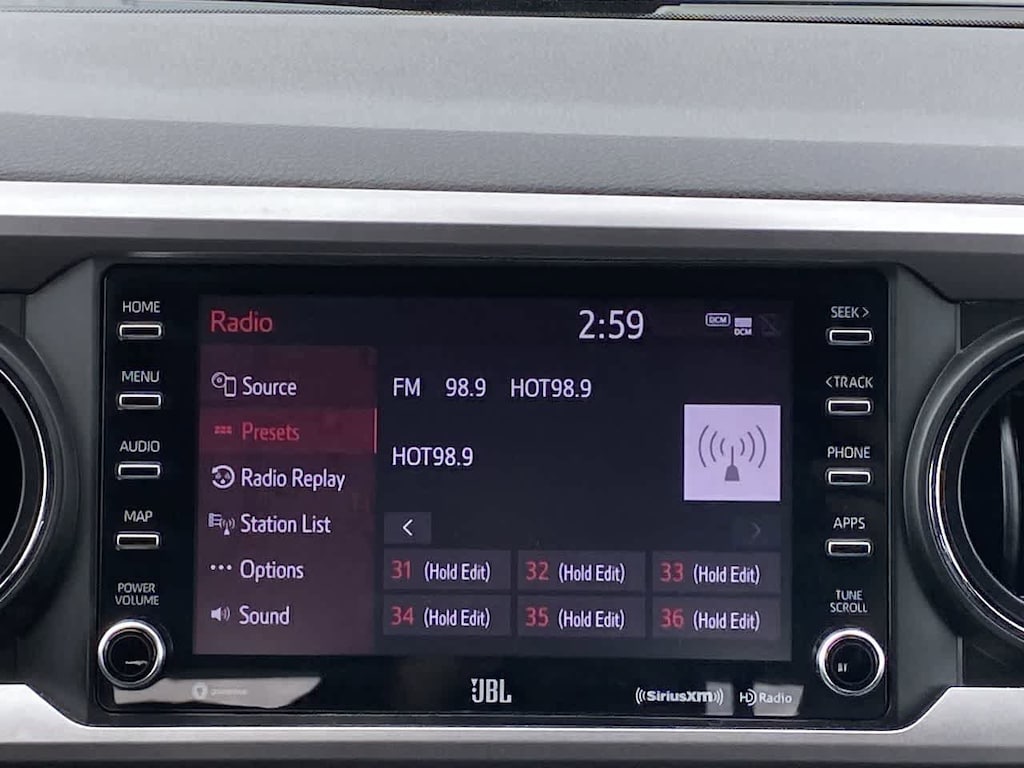 HOME
MENU
AUDIO
MAP
POWER
VOLUME
Radio
2:59
DCM
DCM
Source
Presets
Radio Replay
Station List
Options
Sound
FM 98.9 HOT98.9
HOT98.9
<
>
31 (Hold Edit) 32 (Hold Edit) 33 (Hold Edit)
34 (Hold Edit) 35 (Hold Edit) 36 (Hold Edit)
SEEK >
< TRACK
PHONE
APPS
TUNE
SCROLL
JBL
((SiriusXM)) HD Radio